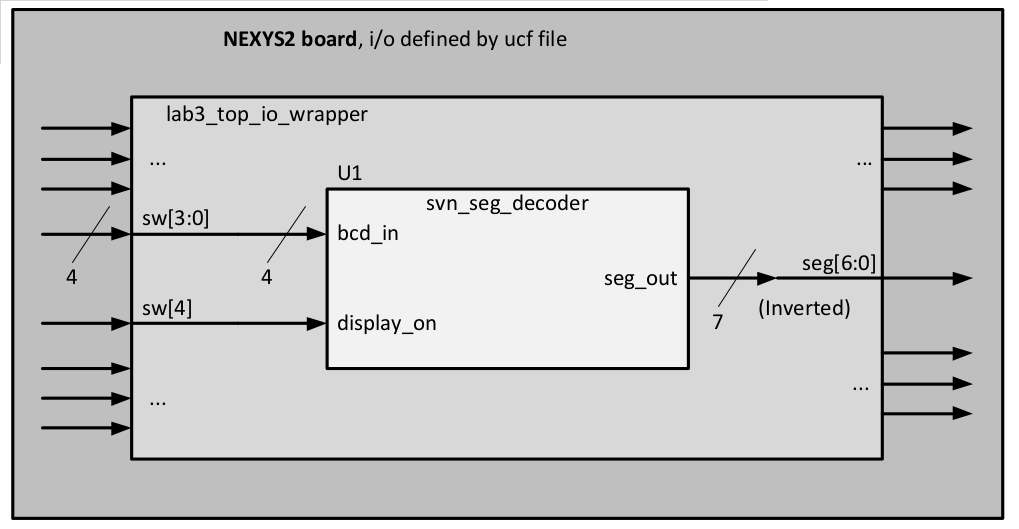 NEXYS2 board, i/o defined by ucf file
lab3_top_io_wrapper
...
...
U1
svn_seg_decoder
sw[3:0]
bcd_in
4
4
seg_out
seg[6:0]
7
(Inverted)
sw[4]
display_on
...
...